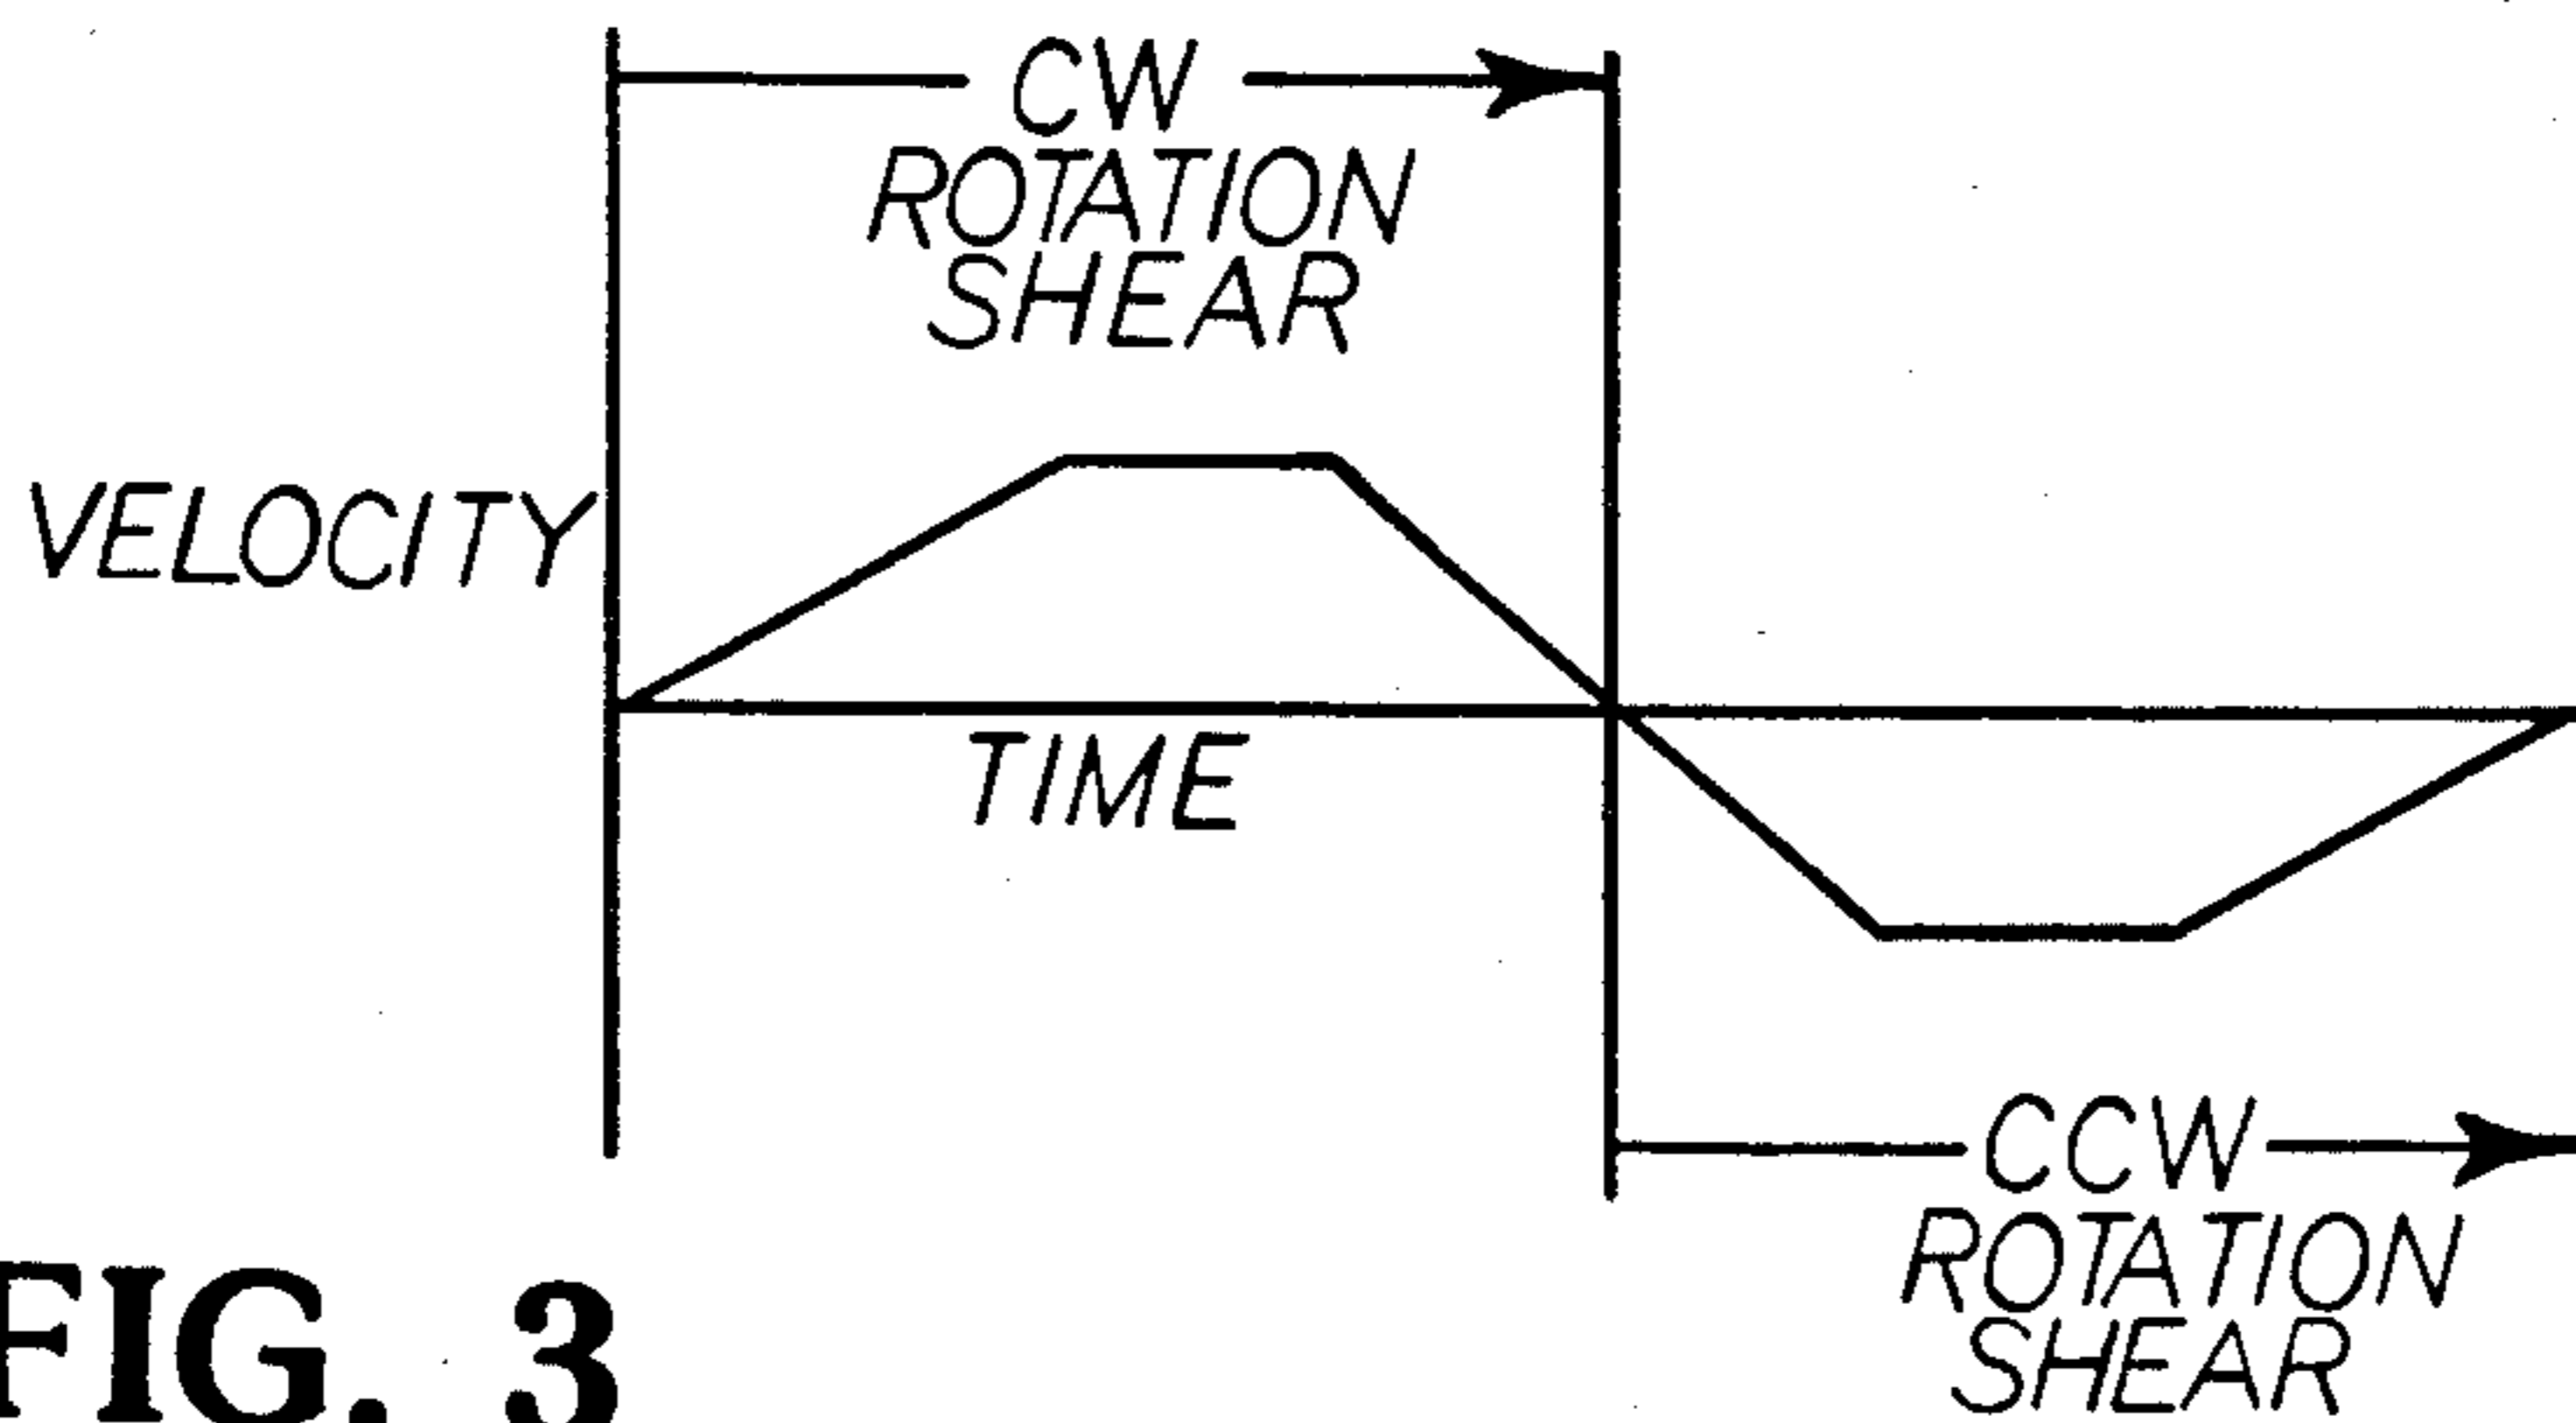 CW
ROTATION
SHEAR
VELOCITY
TIME
CCW
ROTATION
SHEAR
FIG. 3